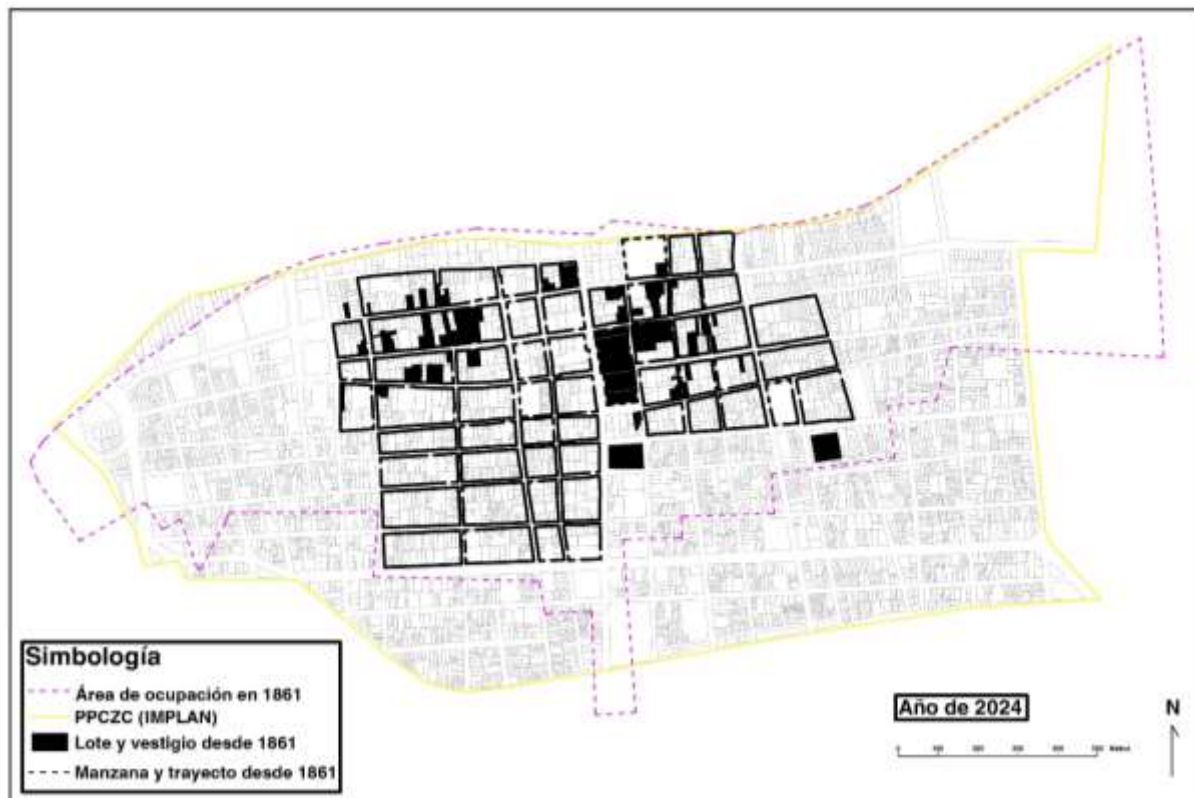 Simbología
Área de ocupación en 1861
PPCZC (IMPLAN)
Lote y vestigio desde 1861
Manzana y trayecto desde 1861
Año de 2024
N
0